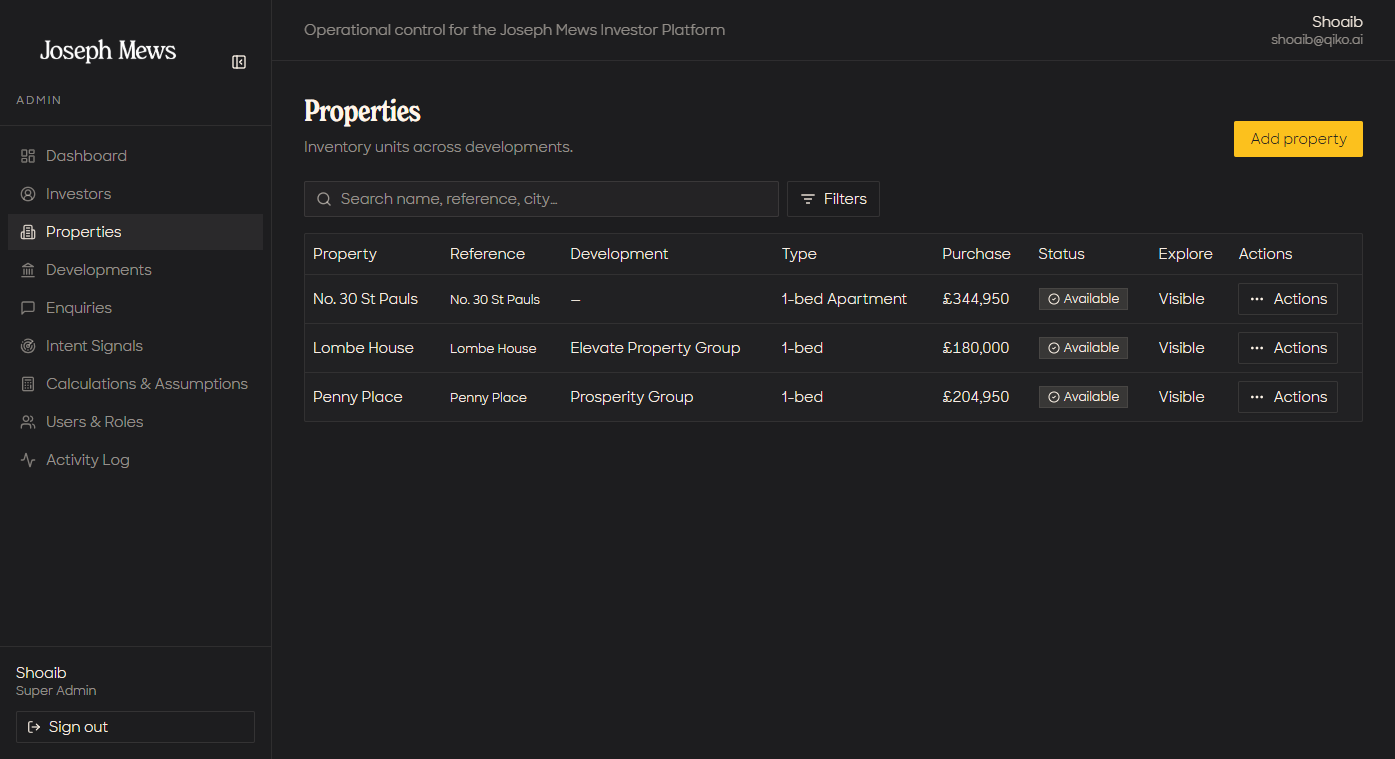 Joseph Mews
ADMIN
Dashboard
Investors
Properties
Developments
Enquiries
Intent Signals
Calculations & Assumptions
Users & Roles
Activity Log
Shoaib
Super Admin
Sign out
Operational control for the Joseph Mews Investor Platform
Shoaib
shoaib@qiko.ai
Properties
Inventory units across developments.
Add property
Search name, reference, city…
Filters
Property Reference Development Type Purchase Status Explore Actions
No. 30 St Pauls No. 30 St Pauls — 1-bed Apartment £344,950 Available Visible ··· Actions
Lombe House Lombe House Elevate Property Group 1-bed £180,000 Available Visible ··· Actions
Penny Place Penny Place Prosperity Group 1-bed £204,950 Available Visible ··· Actions